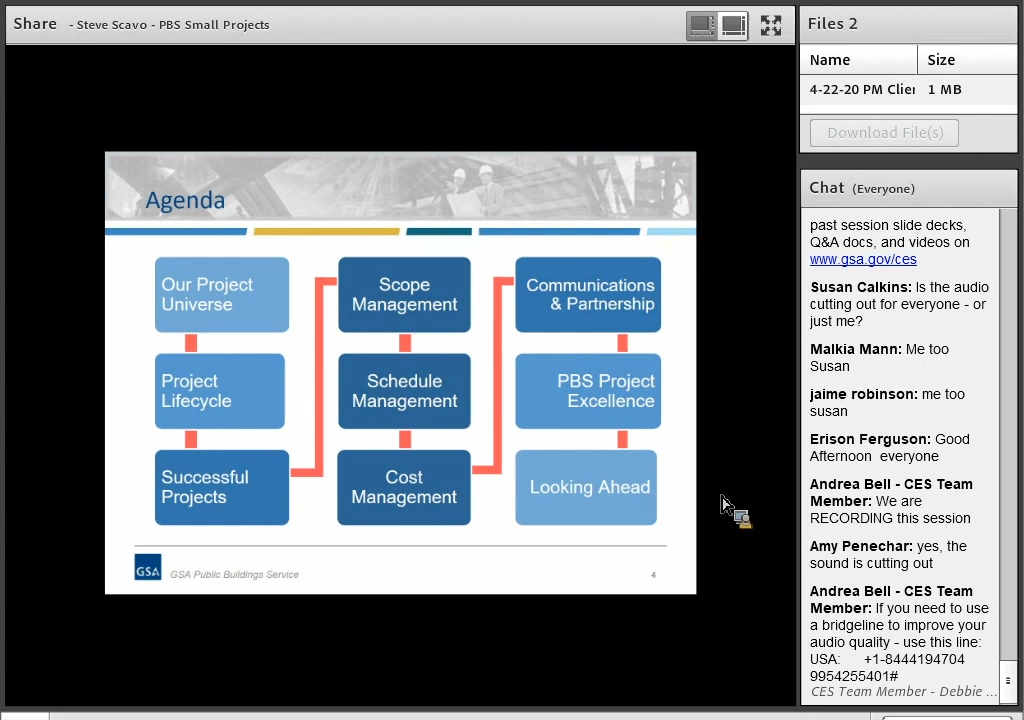 Share - Steve Scavo - PBS Small Projects
Agenda
Our Project
Universe
Project
Lifecycle
Successful
Projects
Scope
Management
Schedule
Management
Cost
Management
Communications
& Partnership
PBS Project
Excellence
Looking Ahead
GSA
GSA Public Buildings Service
4
Files 2
Name Size
4-22-20 PM Clier 1 MB
Download File(s)
Chat (Everyone)
past session slide decks,
Q&A docs, and videos on
www.gsa.gov/ces
Susan Calkins: Is the audio
cutting out for everyone - or
just me?
Malkia Mann: Me too
Susan
jaime robinson: me too
susan
Erison Ferguson: Good
Afternoon everyone
Andrea Bell - CES Team
Member: We are
RECORDING this session
Amy Penechar: yes, the
sound is cutting out
Andrea Bell - CES Team
Member: If you need to use
a bridgeline to improve your
audio quality - use this line:
USA: +1-8444194704
9954255401#
CES Team Member - Debbie ...